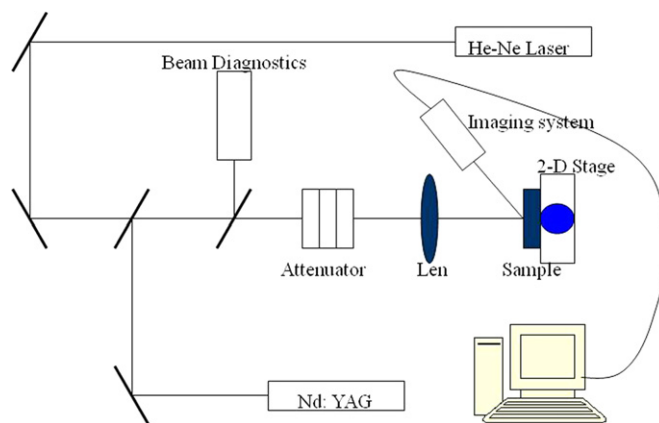 He-Ne Laser
Beam Diagnostics
Imaging system
2-D Stage
Attenuator
Len
Sample
Nd: YAG